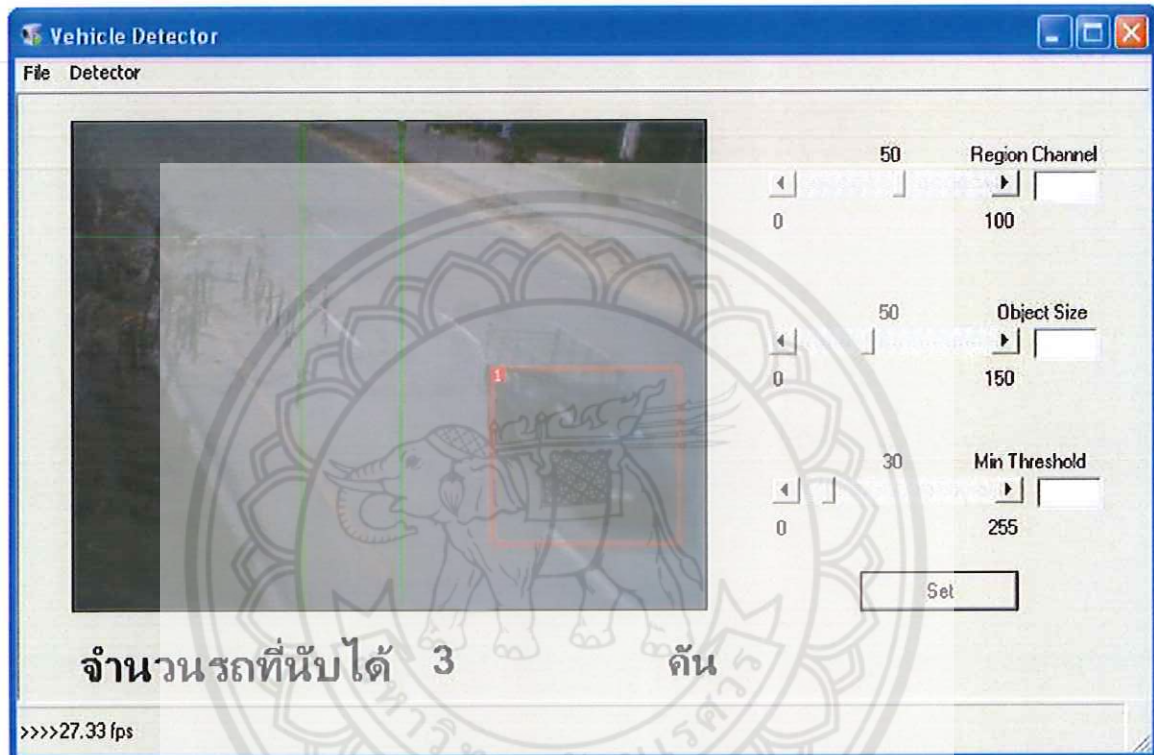 Vehicle Detector
File Detector
50 Region Channel
0 100
50 Object Size
0 150
1
30 Min Threshold
0 255
Set
จำนวนรถที่นับได้ 3 คัน
>>>>27.33 fps